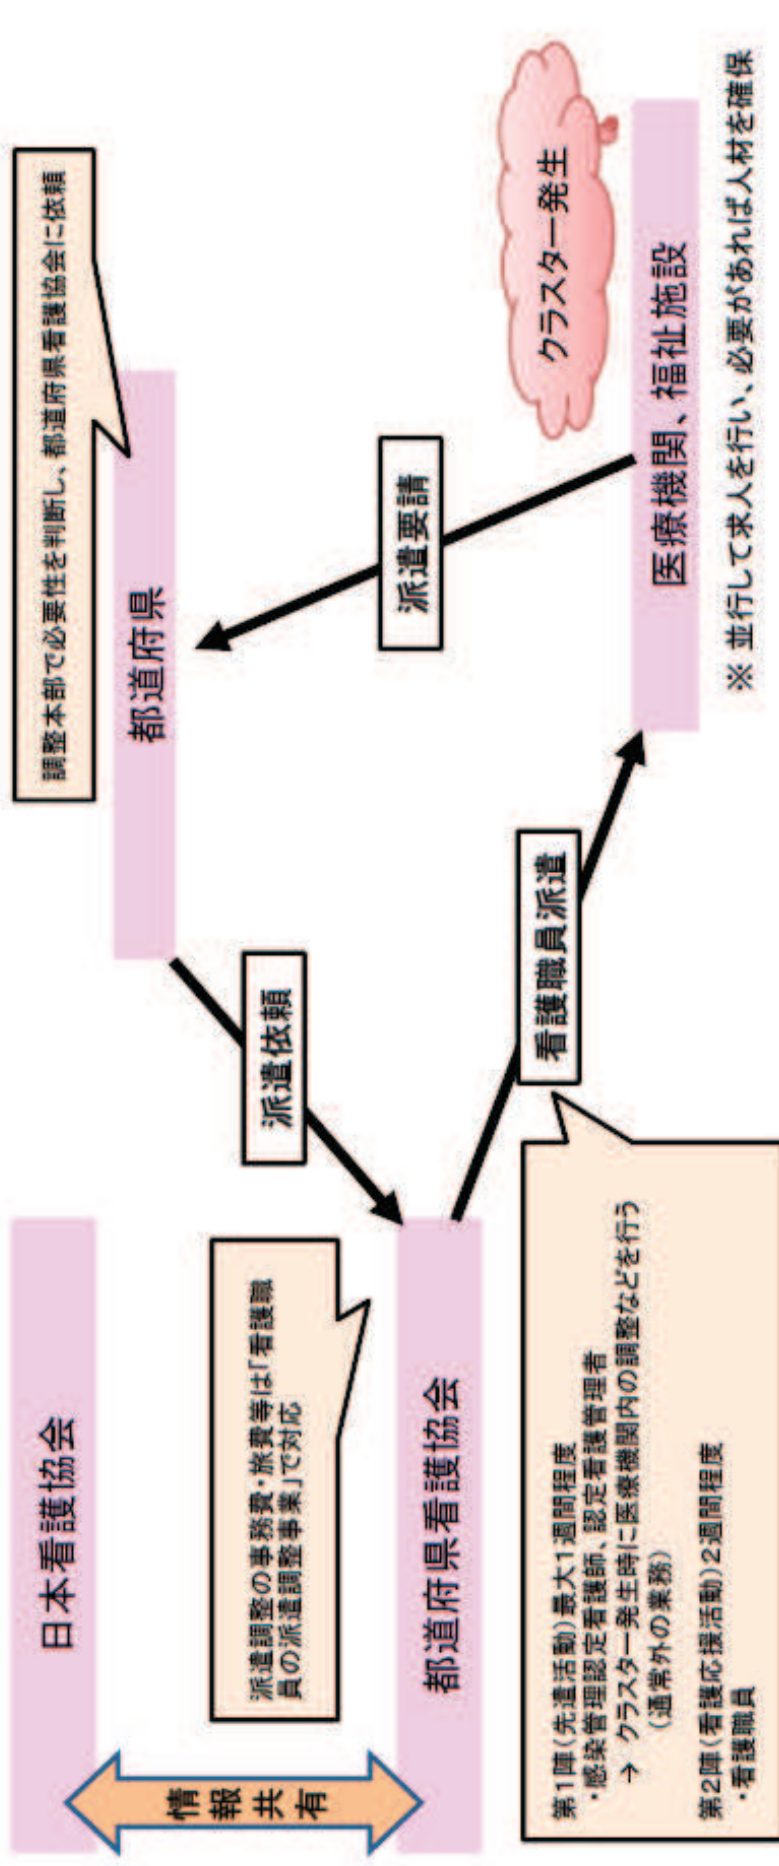 日本看護協会
情報共有
派遣調整の事務費・旅費等は「看護職
員の派遣調整事業」で対応
都道府県看護協会
調整本部で必要性を判断し、都道府県看護協会に依頼
都道府県
派遣依頼
派遣要請
クラスター発生
看護職員派遣
医療機関、福祉施設
※ 並行して求人を行い、必要があれば人材を確保
第1陣(先遣活動)最大1週間程度
・感染管理認定看護師、認定看護管理者
→ クラスター発生時に医療機関内の調整などを行う
(通常外の業務)
第2陣(看護応援活動)2週間程度
・看護職員